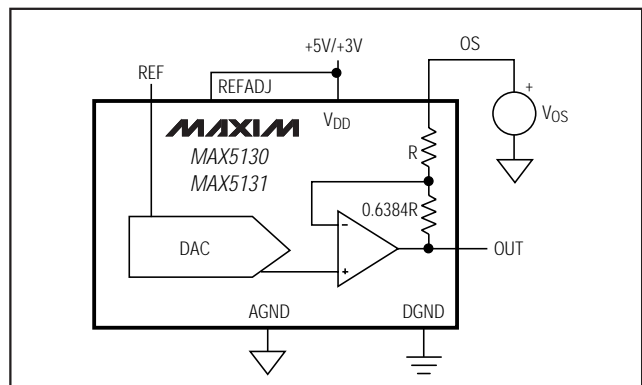 +5V/+3V
OS
REF
REFADJ
+
VDD
VOS
MAXIM
MAX5130
MAX5131
R
0.6384R
-
DAC
+
OUT
AGND
DGND